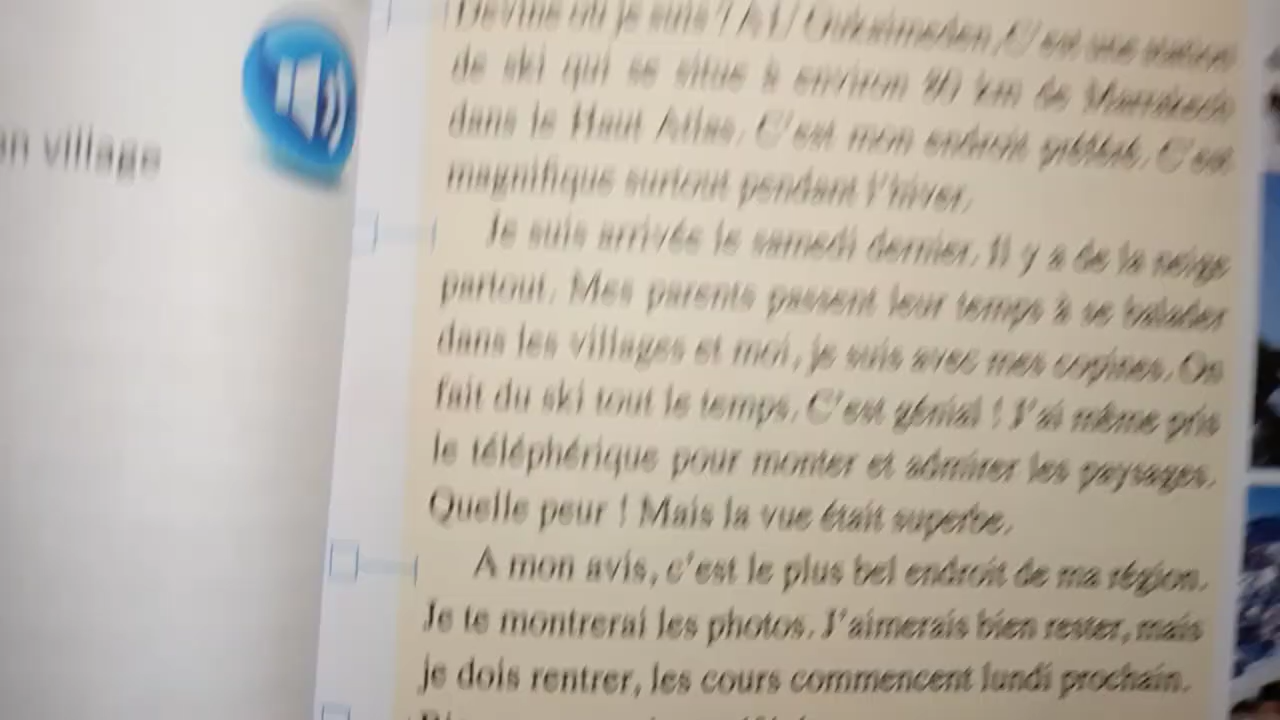 village
Devine où je suis ? A l' Oukaïmeden. C'est une station
de ski qui se situe à environ 80 km de Marrakech
dans le Haut Atlas. C'est mon endroit préféré. C'est
magnifique surtout pendant l'hiver.
Je suis arrivée le samedi dernier. Il y a de la neige
partout. Mes parents passent leur temps à se balader
dans les villages et moi, je suis avec mes copines. On
fait du ski tout le temps. C'est génial ! J'ai même pris
le téléphérique pour monter et admirer les paysages.
Quelle peur ! Mais la vue était superbe.
A mon avis, c'est le plus bel endroit de ma région.
Je te montrerai les photos. J'aimerais bien rester, mais
je dois rentrer, les cours commencent lundi prochain.